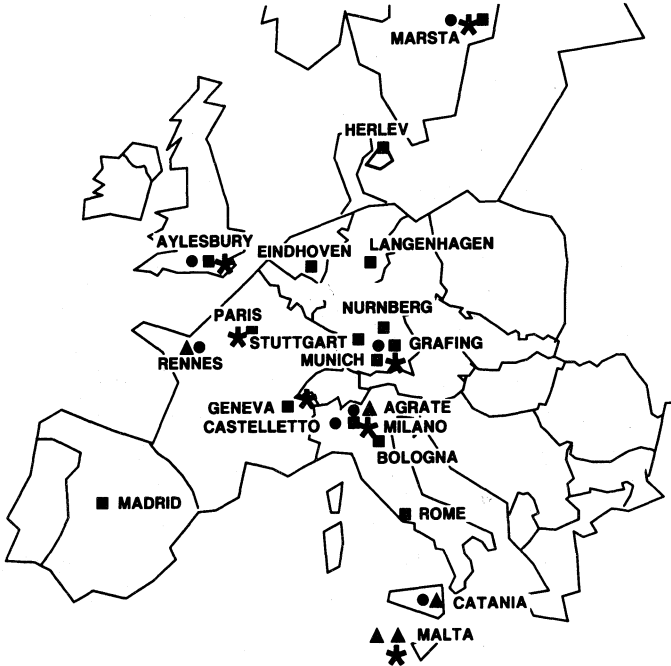 MARSTA
HERLEV
AYLESBURY
EINDHOVEN
LANGENHAGEN
PARIS
NURNBERG
STUTTGART
GRAFING
MUNICH
RENNES
GENEVA
AGRATE
CASTELLETTO
MILANO
BOLOGNA
MADRID
ROME
CATANIA
MALTA